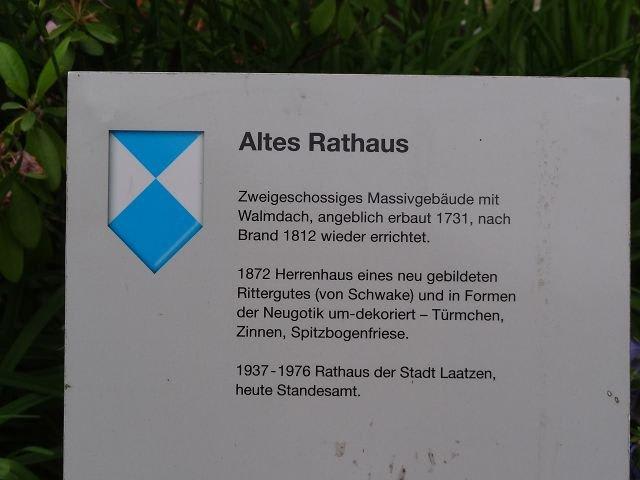 Altes Rathaus
Zweigeschossiges Massivgebäude mit
Walmdach, angeblich erbaut 1731, nach
Brand 1812 wieder errichtet.
1872 Herrenhaus eines neu gebildeten
Rittergutes (von Schwake) und in Formen
der Neugotik um-dekoriert – Türmchen,
Zinnen, Spitzbogenfriese.
1937-1976 Rathaus der Stadt Laatzen,
heute Standesamt.